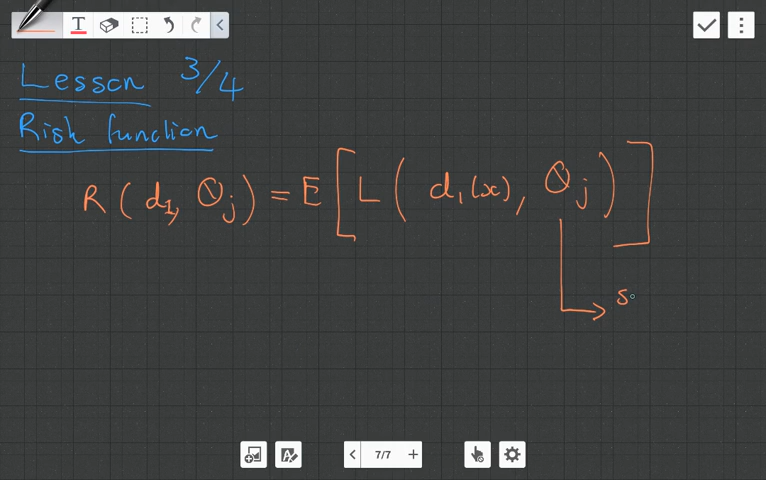 T
Lesson 3/4
Risk function
R ( d1, θj ) = E [ L ( d1(x), θj ) ]
s
A
7/7